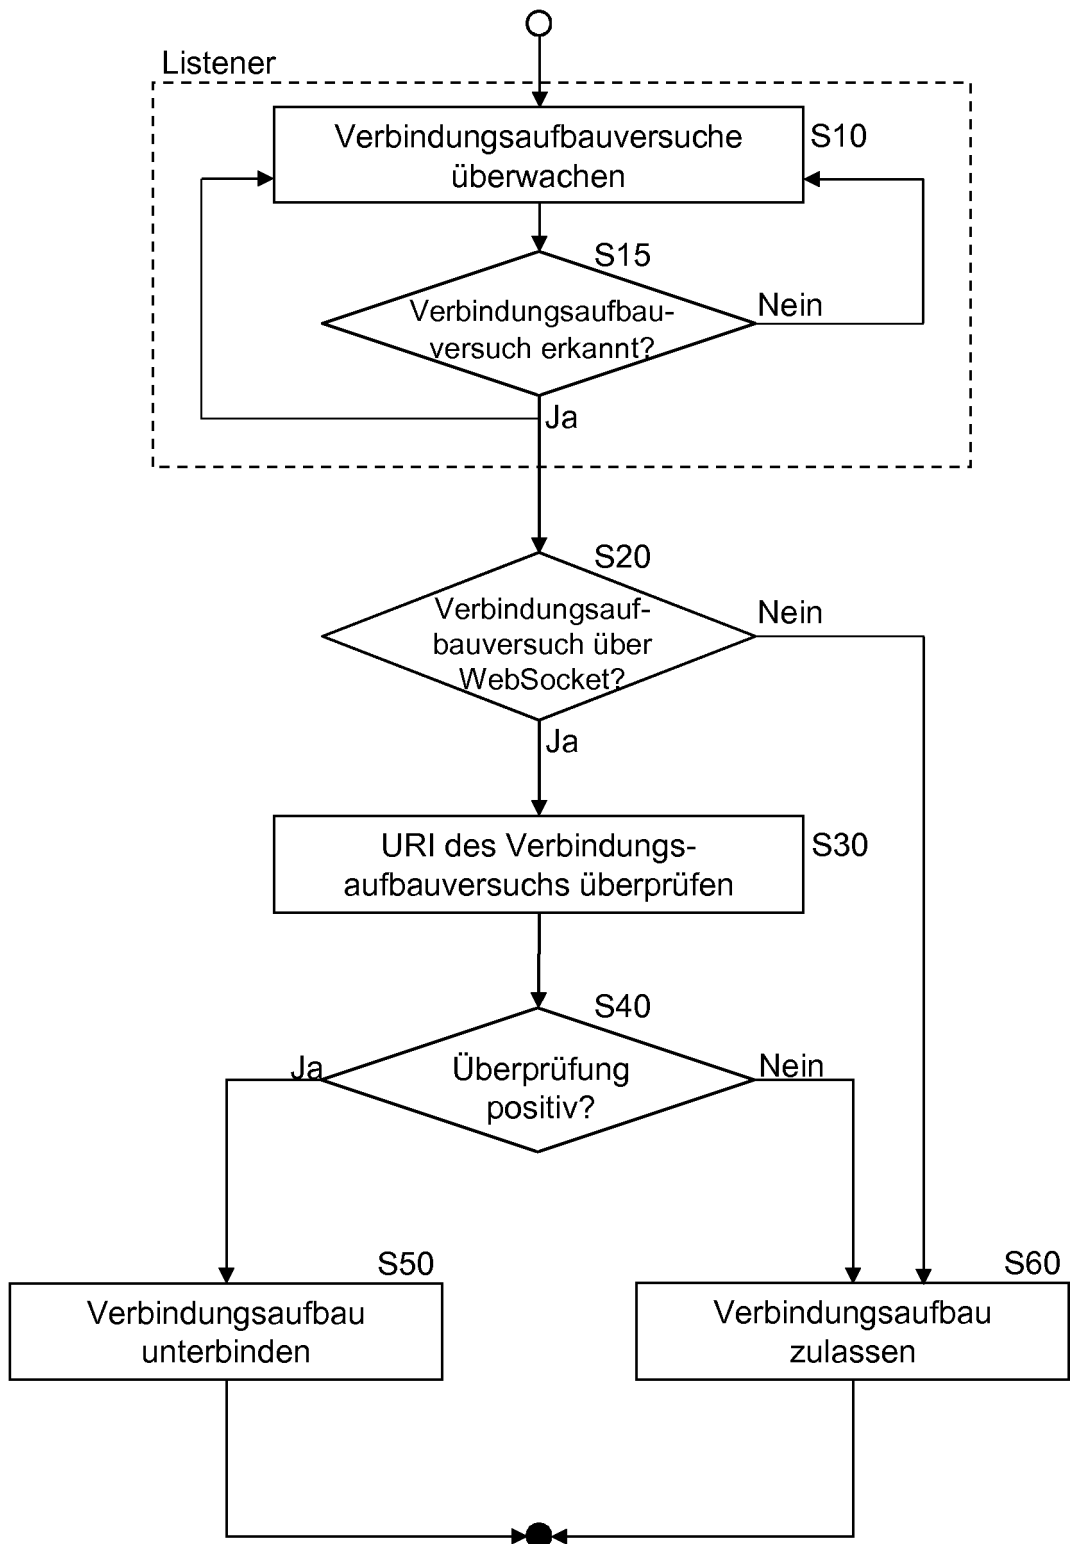 Listener
Verbindungsaufbauversuche
überwachen
S10
S15
Verbindungsaufbau-
versuch erkannt?
Nein
Ja
S20
Verbindungsauf-
bauversuch über
WebSocket?
Nein
Ja
URI des Verbindungs-
aufbauversuchs überprüfen
S30
S40
Ja
Überprüfung
positiv?
Nein
S50
Verbindungsaufbau
unterbinden
S60
Verbindungsaufbau
zulassen